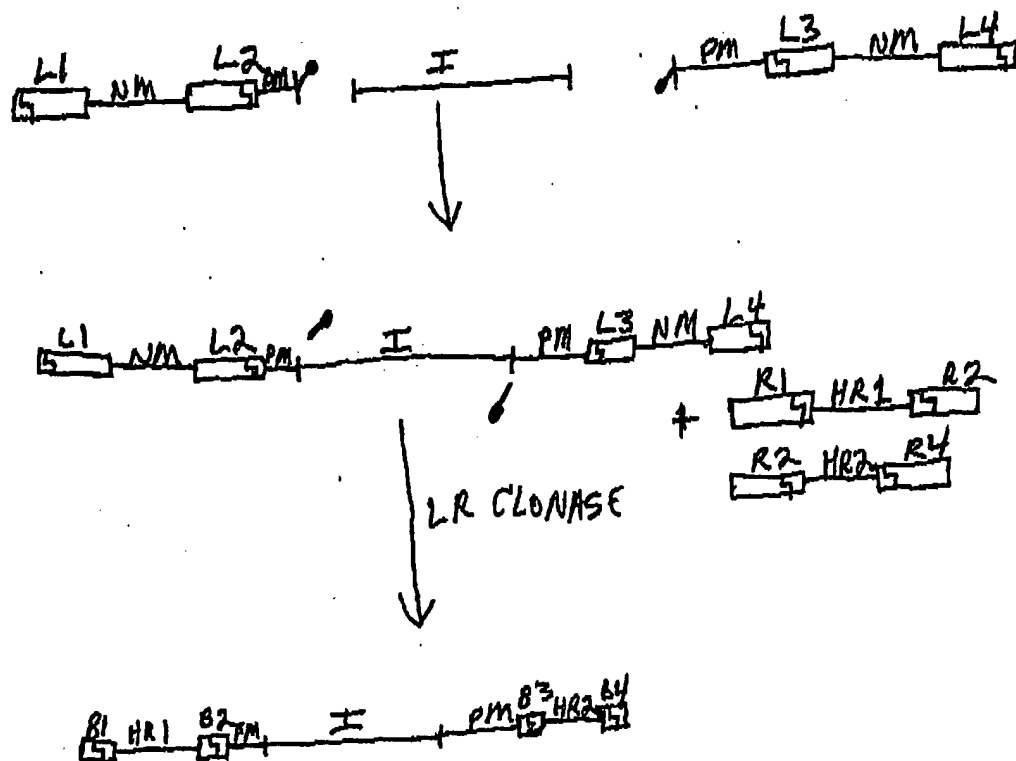 L1 NM L2 PM I PM L3 NM L4
L1 NM L2 PM I PM L3 NM L4
+ R1 HR1 R2
R2 HR2 R4
LR CLONASE
B1 HR1 B2 PM I PM B3 HR2 B4